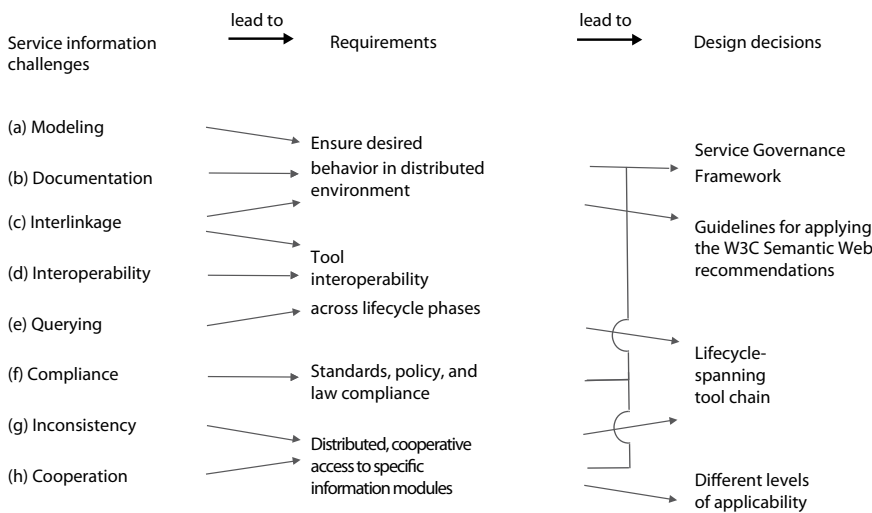 lead to
lead to
Service information
challenges
Requirements
Design decisions
(a) Modeling
(b) Documentation
(c) Interlinkage
(d) Interoperability
(e) Querying
(f) Compliance
(g) Inconsistency
(h) Cooperation
Ensure desired
behavior in distributed
environment
Tool
interoperability
across lifecycle phases
Standards, policy, and
law compliance
Distributed, cooperative
access to specific
information modules
Service Governance
Framework
Guidelines for applying
the W3C Semantic Web
recommendations
Lifecycle-
spanning
tool chain
Different levels
of applicability